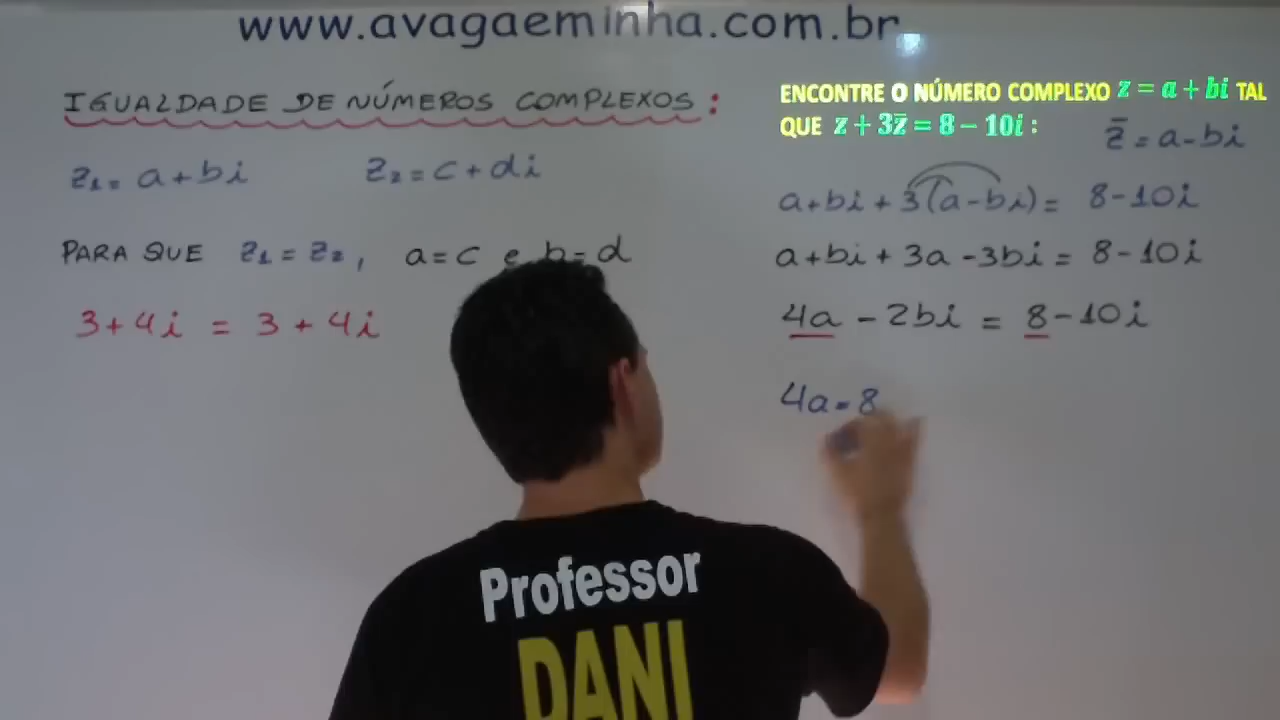 www.avagaeminha.com.br
IGUALDADE DE NÚMEROS COMPLEXOS:
z₁= a+bi z₂=c+di
PARA QUE z₁=z₂, a=c e b=d
3+4i = 3+4i
ENCONTRE O NÚMERO COMPLEXO z = a + bi TAL
QUE z + 3z̄ = 8 – 10i :
z̄=a-bi
a+bi+3(a-bi)= 8-10i
a+bi+3a-3bi=8-10i
4a-2bi = 8-10i
4a=8
Professor
DANI